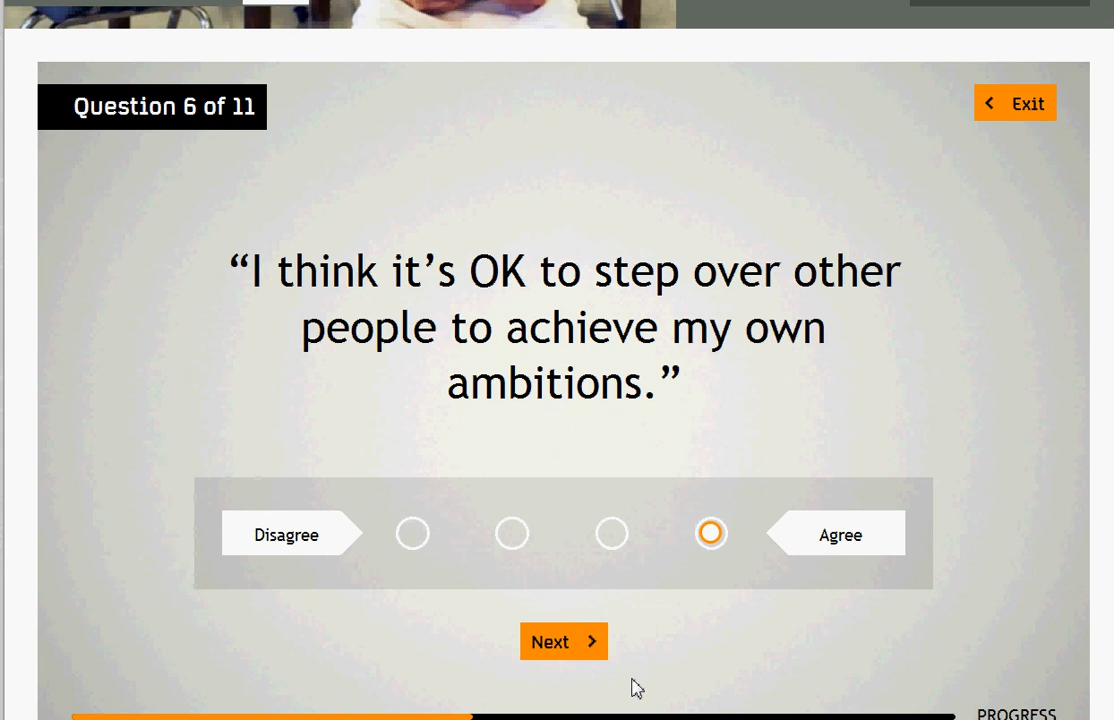 Question 6 of 11
Exit
“I think it’s OK to step over other
people to achieve my own
ambitions.”
Disagree
Agree
Next
PROGRESS